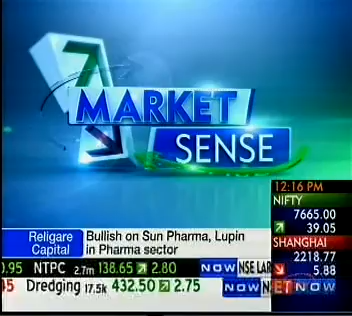 MARKET
SENSE
12:16 PM
NIFTY
7665.00
39.05
SHANGHAI
2218.77
5.88
Religare Capital
Bullish on Sun Pharma, Lupin
in Pharma sector
0.95 NTPC 2.7m 138.65 2.80 NOW NSE LAR
45 Dredging 17.5k 432.50 2.75 NOW N
ET NOW